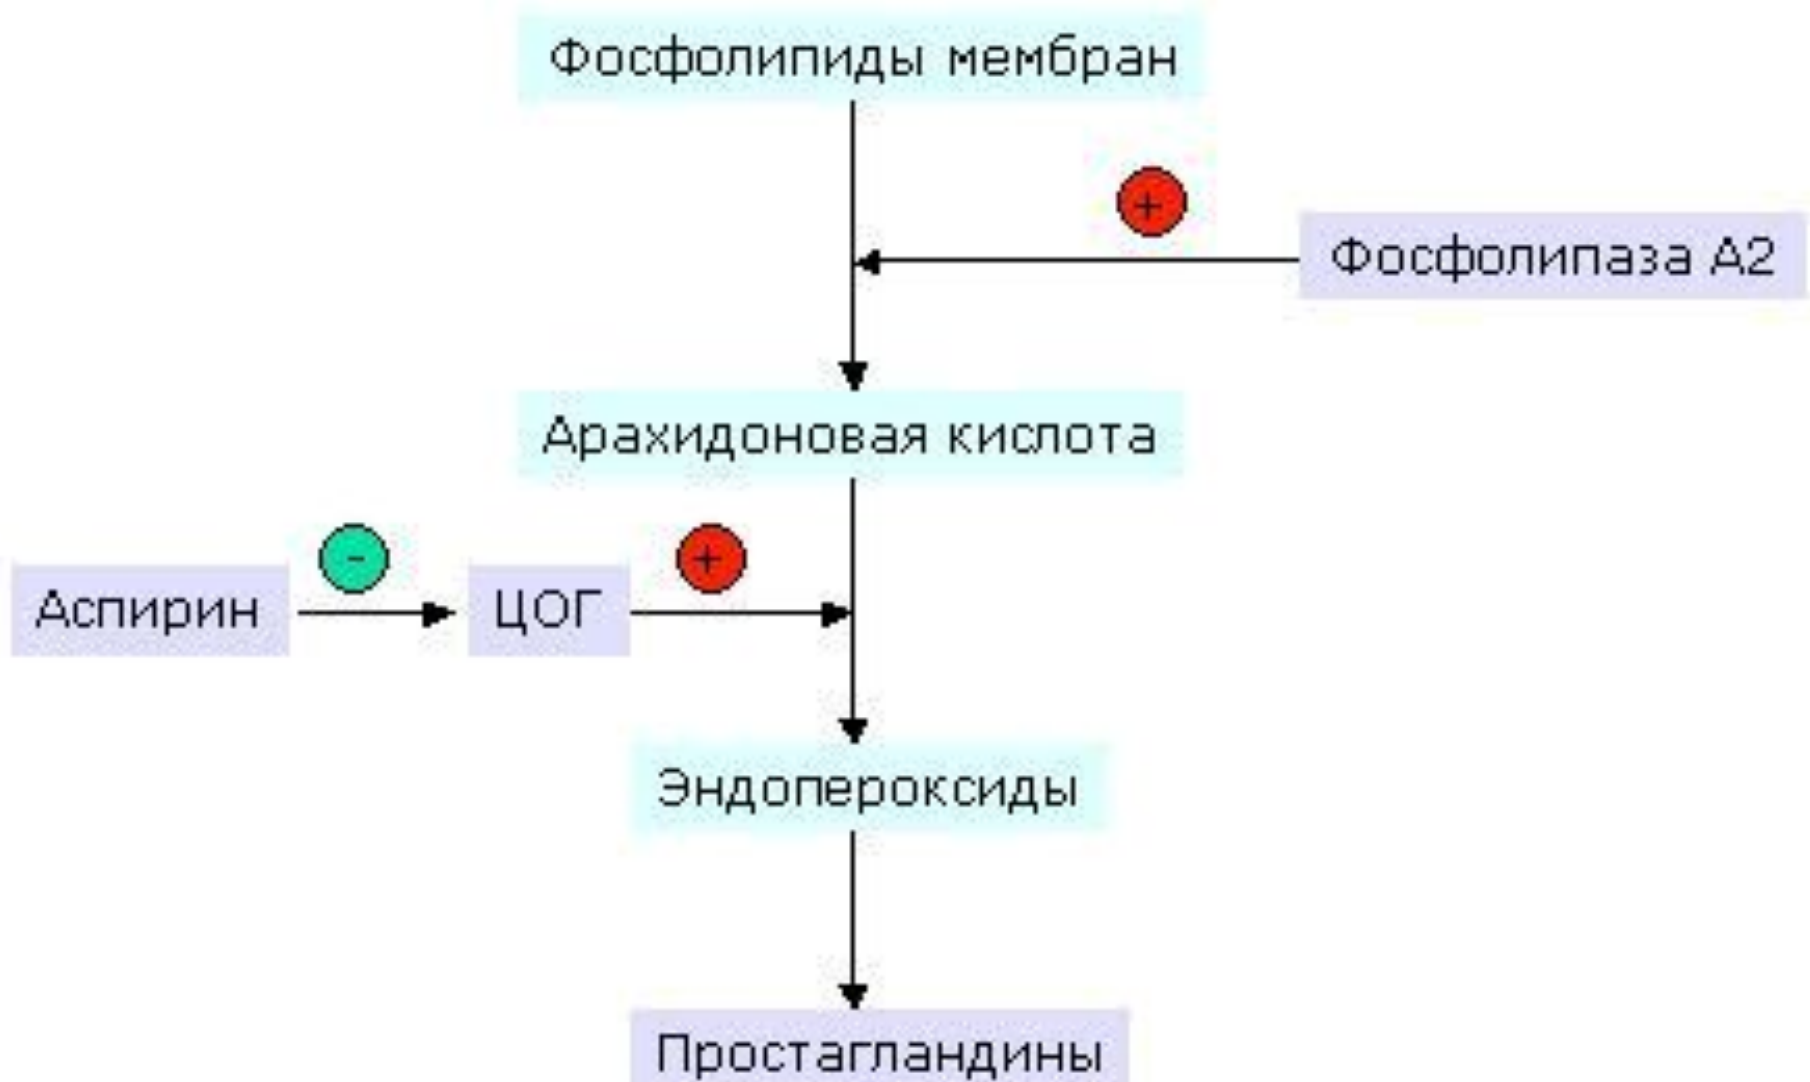 Фосфолипиды мембран
+
Фосфолипаза А2
Арахидоновая кислота
-
+
Аспирин
ЦОГ
Эндопероксиды
Простагландины